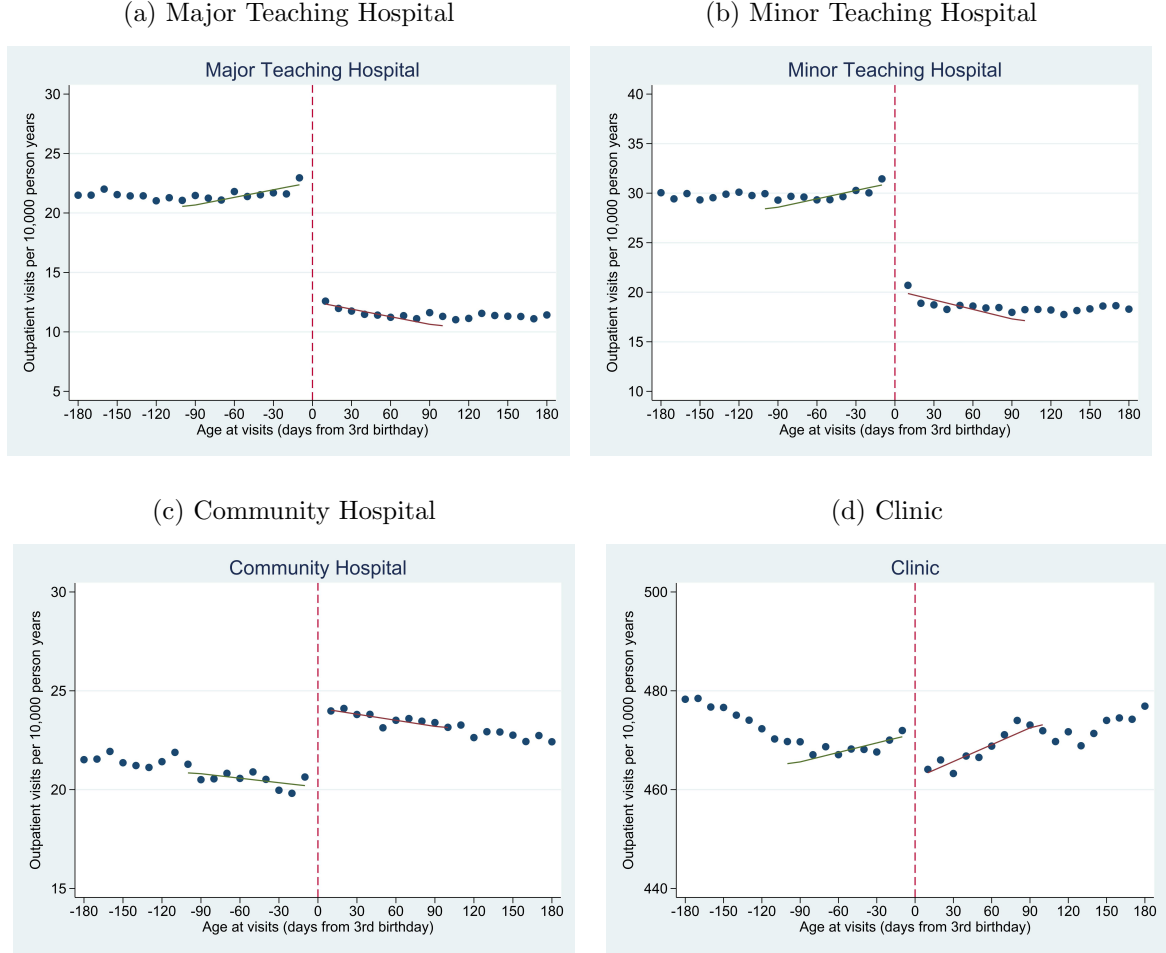 (a) Major Teaching Hospital
Major Teaching Hospital
Outpatient visits per 10,000 person years
30
25
20
15
10
5
-180 -150 -120 -90 -60 -30 0 30 60 90 120 150 180
Age at visits (days from 3rd birthday)
(b) Minor Teaching Hospital
Minor Teaching Hospital
Outpatient visits per 10,000 person years
40
35
30
25
20
15
10
-180 -150 -120 -90 -60 -30 0 30 60 90 120 150 180
Age at visits (days from 3rd birthday)
(c) Community Hospital
Community Hospital
Outpatient visits per 10,000 person years
30
25
20
15
-180 -150 -120 -90 -60 -30 0 30 60 90 120 150 180
Age at visits (days from 3rd birthday)
(d) Clinic
Clinic
Outpatient visits per 10,000 person years
500
480
460
440
-180 -150 -120 -90 -60 -30 0 30 60 90 120 150 180
Age at visits (days from 3rd birthday)